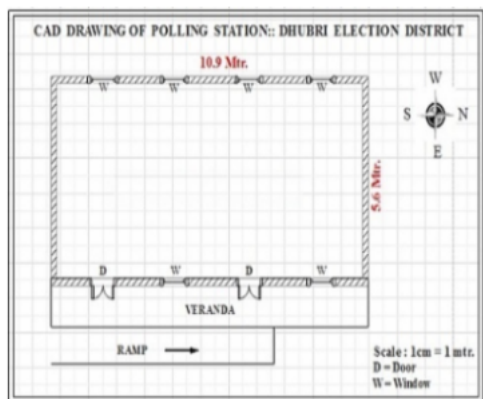 CAD DRAWING OF POLLING STATION:: DHUBRI ELECTION DISTRICT
10.9 Mtr.
W W W W
W
S N
E
5.6 Mtr.
D W D W
VERANDA
RAMP
Scale : 1cm = 1 mtr.
D = Door
W = Window